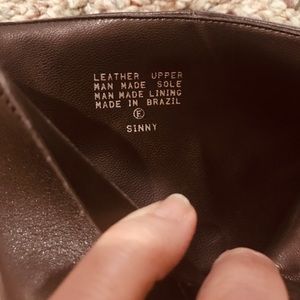 LEATHER UPPER
MAN MADE SOLE
MAN MADE LINING
MADE IN BRAZIL
E
SINNY